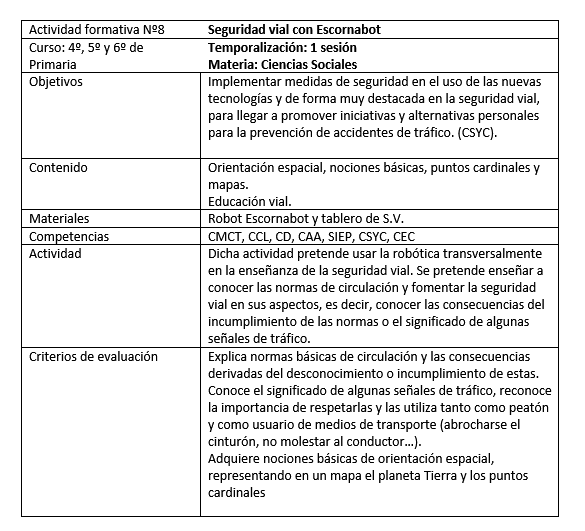 Actividad formativa Nº8
Seguridad vial con Escornabot
Curso: 4º, 5º y 6º de
Primaria
Temporalización: 1 sesión
Materia: Ciencias Sociales
Objetivos
Implementar medidas de seguridad en el uso de las nuevas
tecnologías y de forma muy destacada en la seguridad vial,
para llegar a promover iniciativas y alternativas personales
para la prevención de accidentes de tráfico. (CSYC).
Contenido
Orientación espacial, nociones básicas, puntos cardinales y
mapas.
Educación vial.
Materiales
Robot Escornabot y tablero de S.V.
Competencias
CMCT, CCL, CD, CAA, SIEP, CSYC, CEC
Actividad
Dicha actividad pretende usar la robótica transversalmente
en la enseñanza de la seguridad vial. Se pretende enseñar a
conocer las normas de circulación y fomentar la seguridad
vial en sus aspectos, es decir, conocer las consecuencias del
incumplimiento de las normas o el significado de algunas
señales de tráfico.
Criterios de evaluación
Explica normas básicas de circulación y las consecuencias
derivadas del desconocimiento o incumplimiento de estas.
Conoce el significado de algunas señales de tráfico, reconoce
la importancia de respetarlas y las utiliza tanto como peatón
y como usuario de medios de transporte (abrocharse el
cinturón, no molestar al conductor…).
Adquiere nociones básicas de orientación espacial,
representando en un mapa el planeta Tierra y los puntos
cardinales